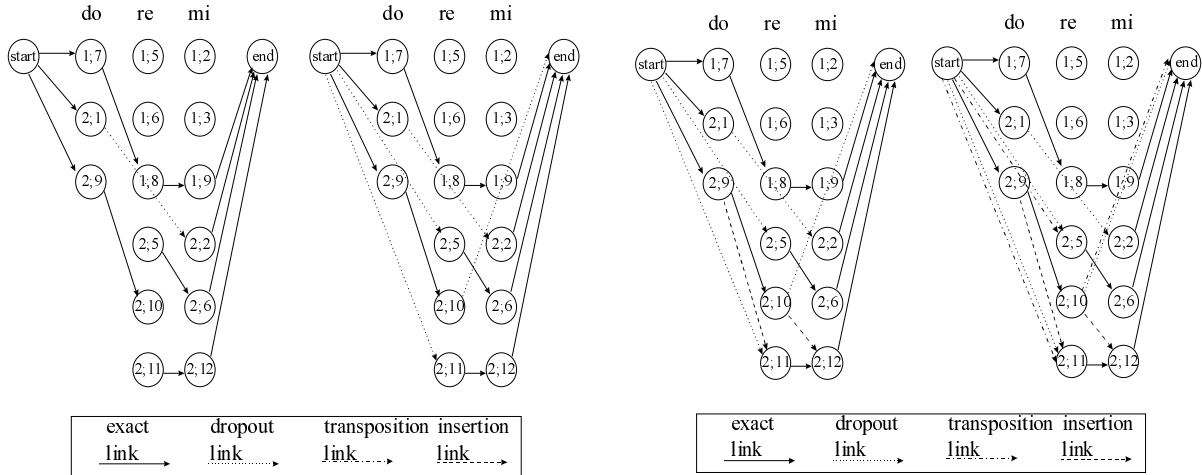 do re mi
do re mi
start 1;7 1;5 1;2 end
start 1;7 1;5 1;2 end
2;1 1;6 1;3
2;1 1;6 1;3
2;9 1;8 1;9
2;9 1;8 1;9
2;5 2;2
2;5 2;2
2;10 2;6
2;10 2;6
2;11 2;12
2;11 2;12
exact dropout transposition insertion
link link link link
do re mi
do re mi
start 1;7 1;5 1;2 end
start 1;7 1;5 1;2 end
2;1 1;6 1;3
2;1 1;6 1;3
2;9 1;8 1;9
2;9 1;8 1;9
2;5 2;2
2;5 2;2
2;10 2;6
2;10 2;6
2;11 2;12
2;11 2;12
exact dropout transposition insertion
link link link link